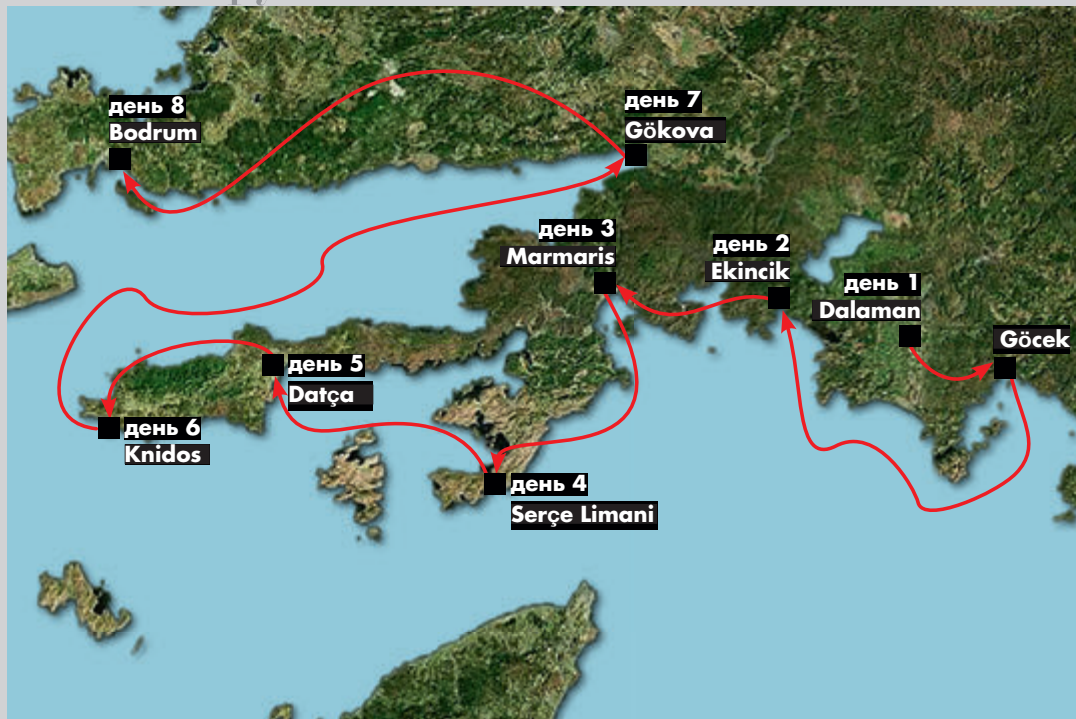 день 8
Bodrum
день 7
Gökova
день 3
Marmaris
день 2
Ekincik
день 1
Dalaman
Göcek
день 5
Datça
день 6
Knidos
день 4
Serçe Limani